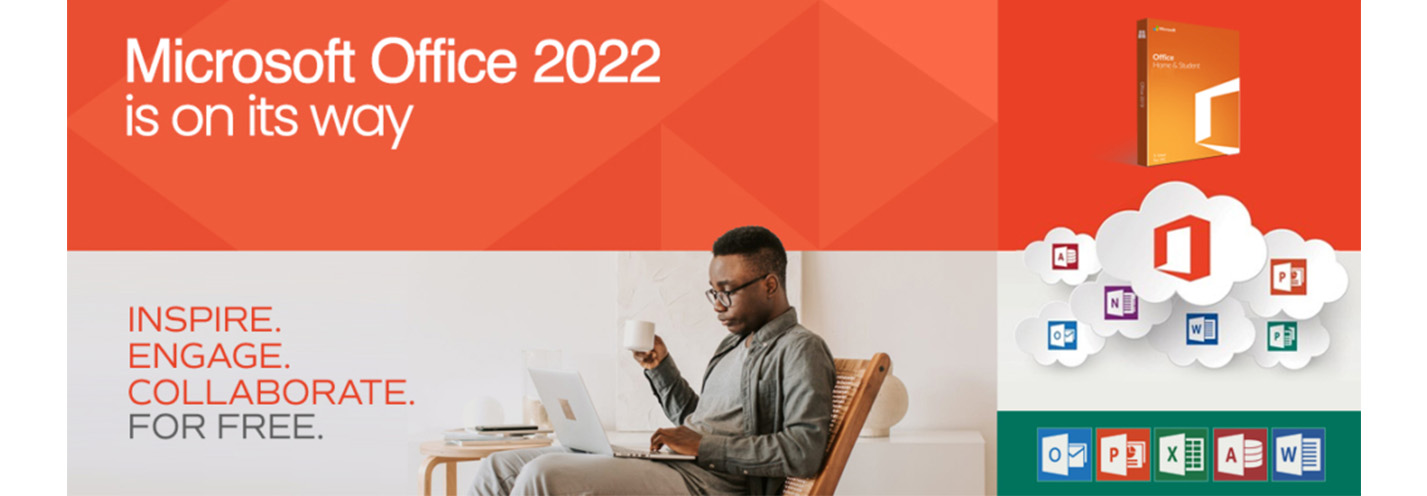 Microsoft Office 2022
is on its way
INSPIRE.
ENGAGE.
COLLABORATE.
FOR FREE.
Microsoft
Office
Home & Student
A
N
P
O
W
P
O
P
X
A
W